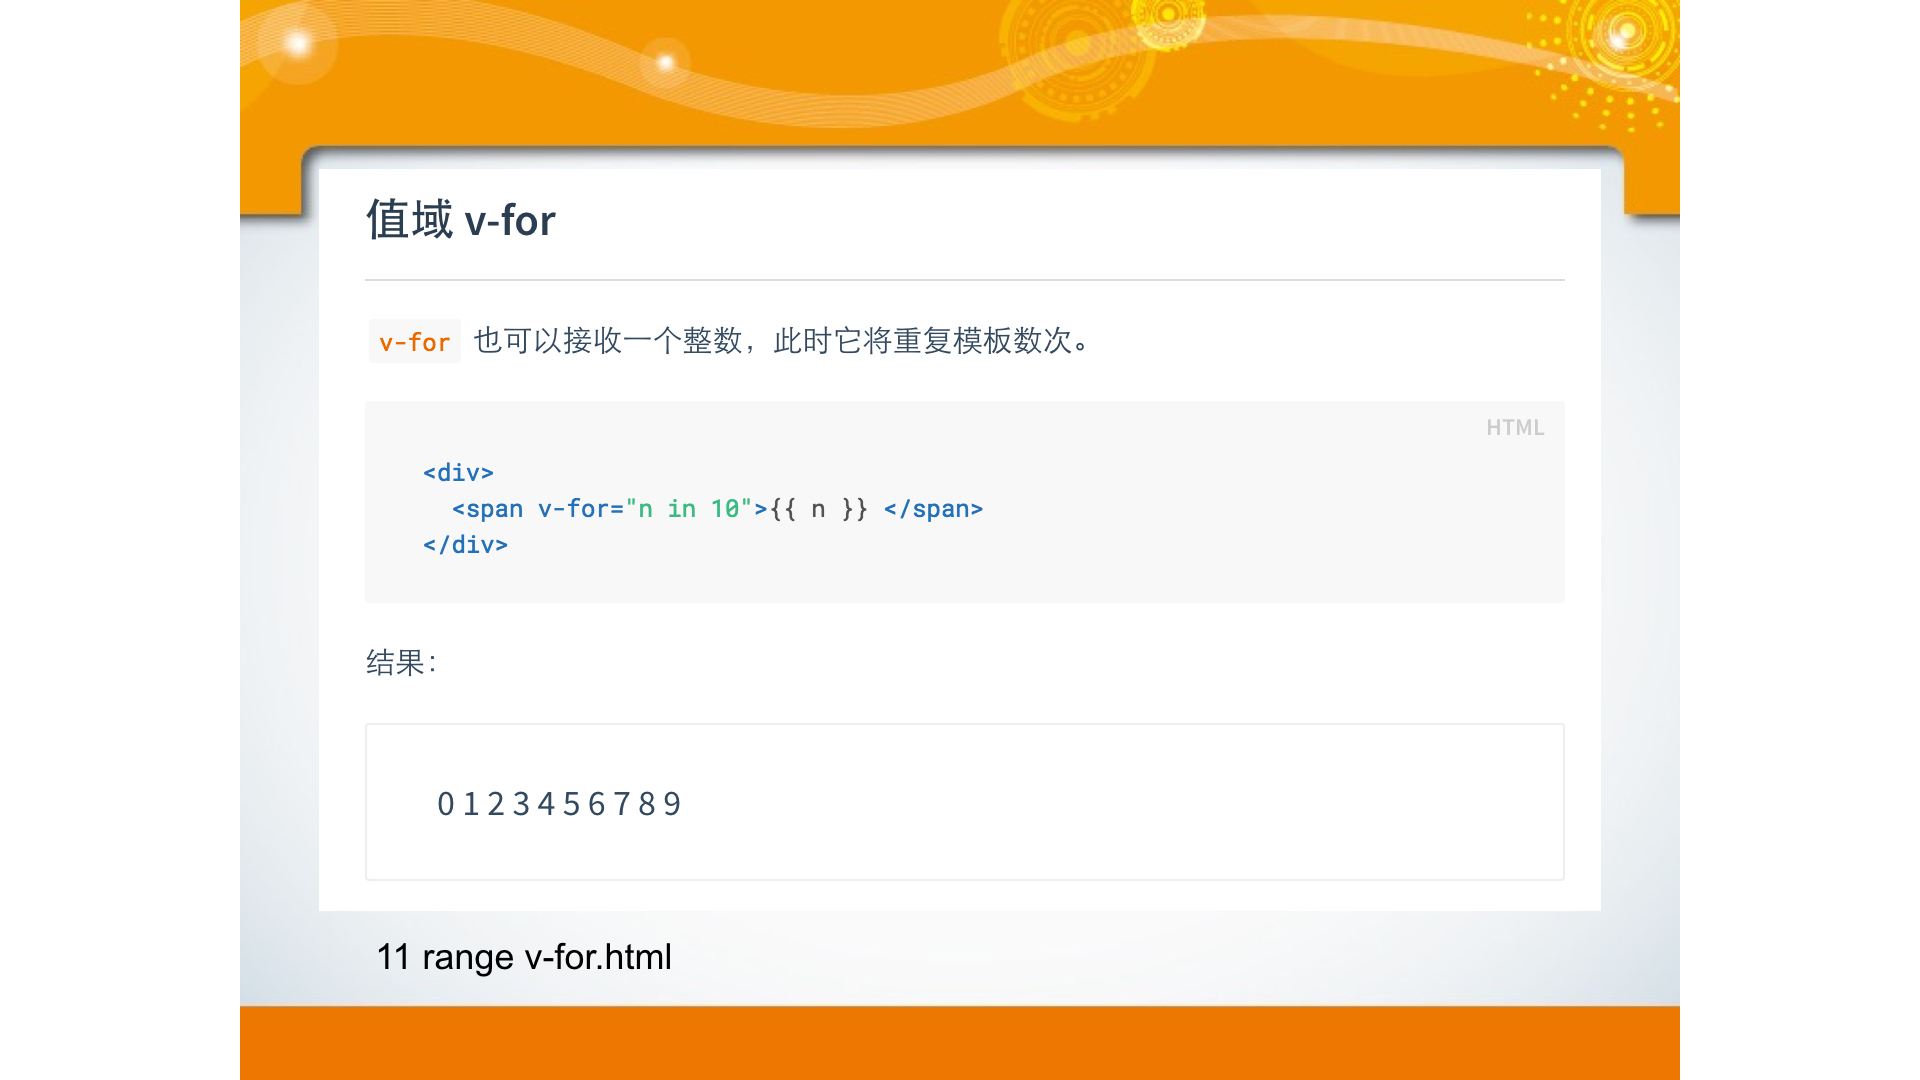 值域 v-for
v-for 也可以接收一个整数，此时它将重复模板数次。
HTML
<div>
  <span v-for="n in 10">{{ n }} </span>
</div>
结果：
0 1 2 3 4 5 6 7 8 9
11 range v-for.html